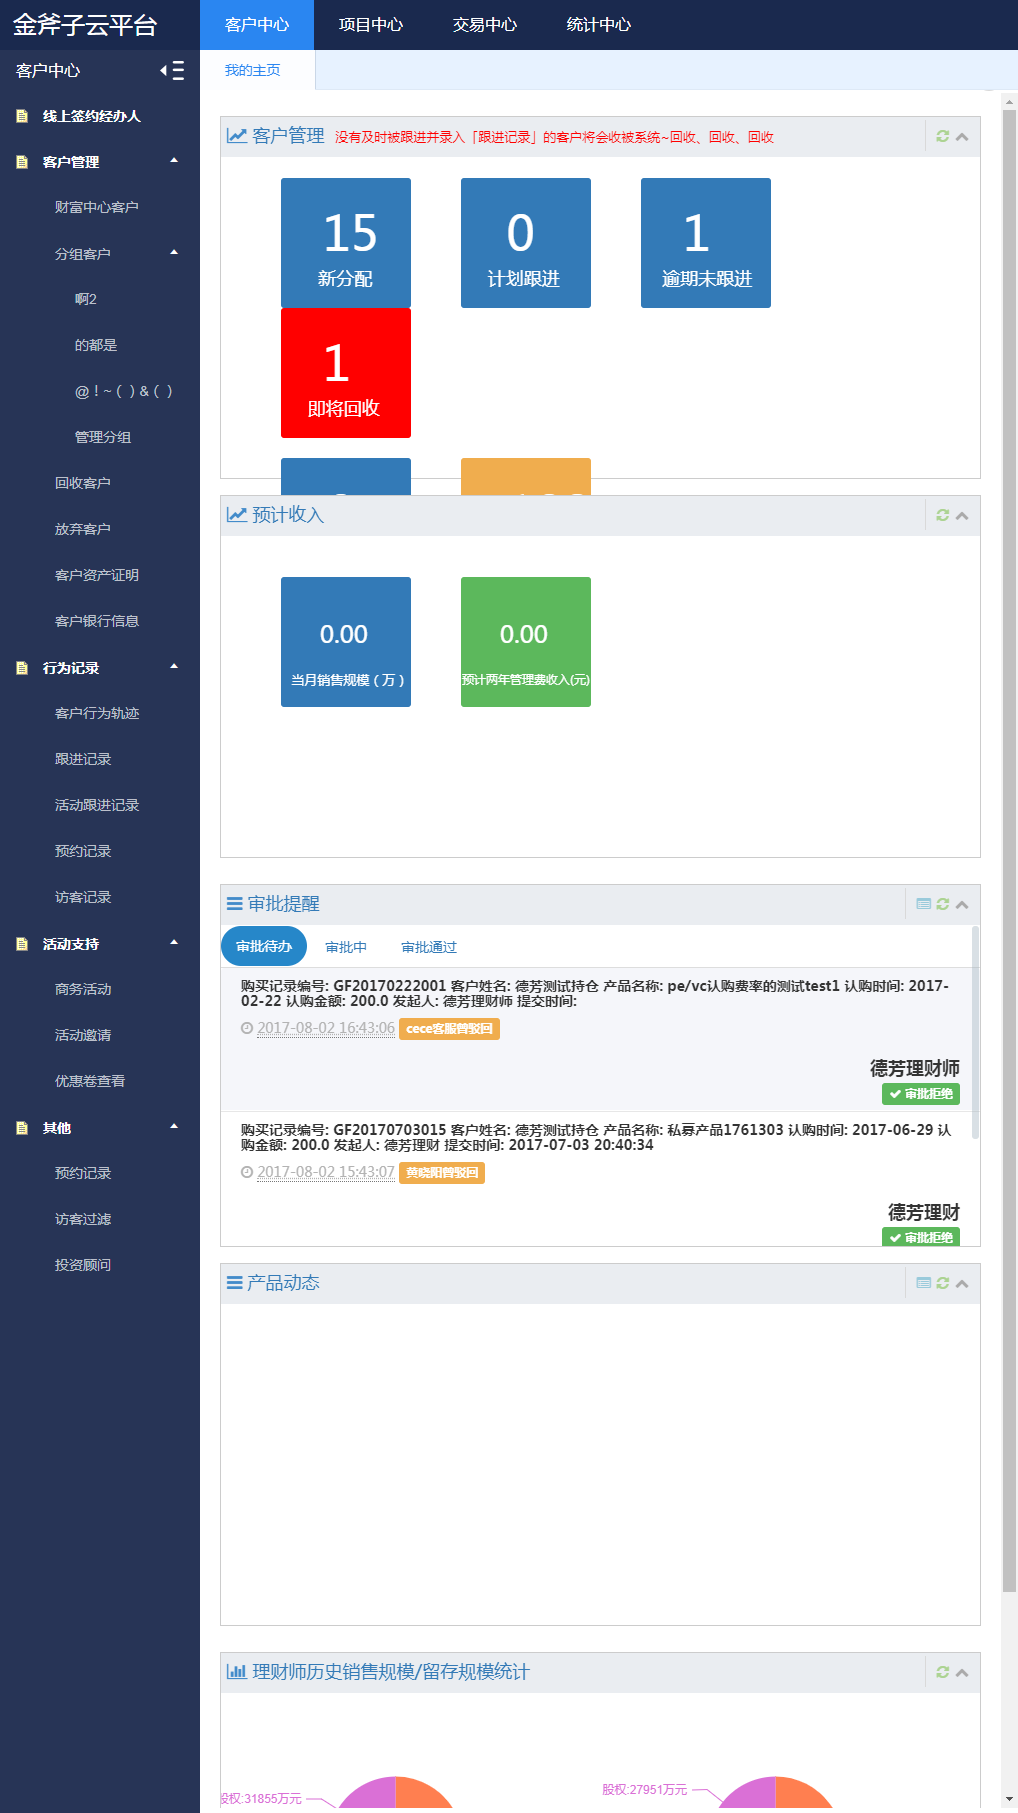 金斧子云平台
客户中心 项目中心 交易中心 统计中心
客户中心
我的主页
线上签约经办人
客户管理
财富中心客户
分组客户
啊2
的都是
@！~（）&（）
管理分组
回收客户
放弃客户
客户资产证明
客户银行信息
行为记录
客户行为轨迹
跟进记录
活动跟进记录
预约记录
访客记录
活动支持
商务活动
活动邀请
优惠卷查看
其他
预约记录
访客过滤
投资顾问
客户管理 没有及时被跟进并录入「跟进记录」的客户将会收被系统~回收、回收、回收
15
新分配
0
计划跟进
1
逾期未跟进
1
即将回收
预计收入
0.00
当月销售规模（万）
0.00
预计两年管理费收入(元)
审批提醒
审批待办 审批中 审批通过
购买记录编号: GF20170222001 客户姓名: 德芳测试持仓 产品名称: pe/vc认购费率的测试test1 认购时间: 2017-
02-22 认购金额: 200.0 发起人: 德芳理财师 提交时间:
2017-08-02 16:43:06 cece客服曾驳回
德芳理财师
审批拒绝
购买记录编号: GF20170703015 客户姓名: 德芳测试持仓 产品名称: 私募产品1761303 认购时间: 2017-06-29 认
购金额: 200.0 发起人: 德芳理财 提交时间: 2017-07-03 20:40:34
2017-08-02 15:43:07 黄晓阳曾驳回
德芳理财
审批拒绝
产品动态
理财师历史销售规模/留存规模统计
股权:31855万元
股权:27951万元